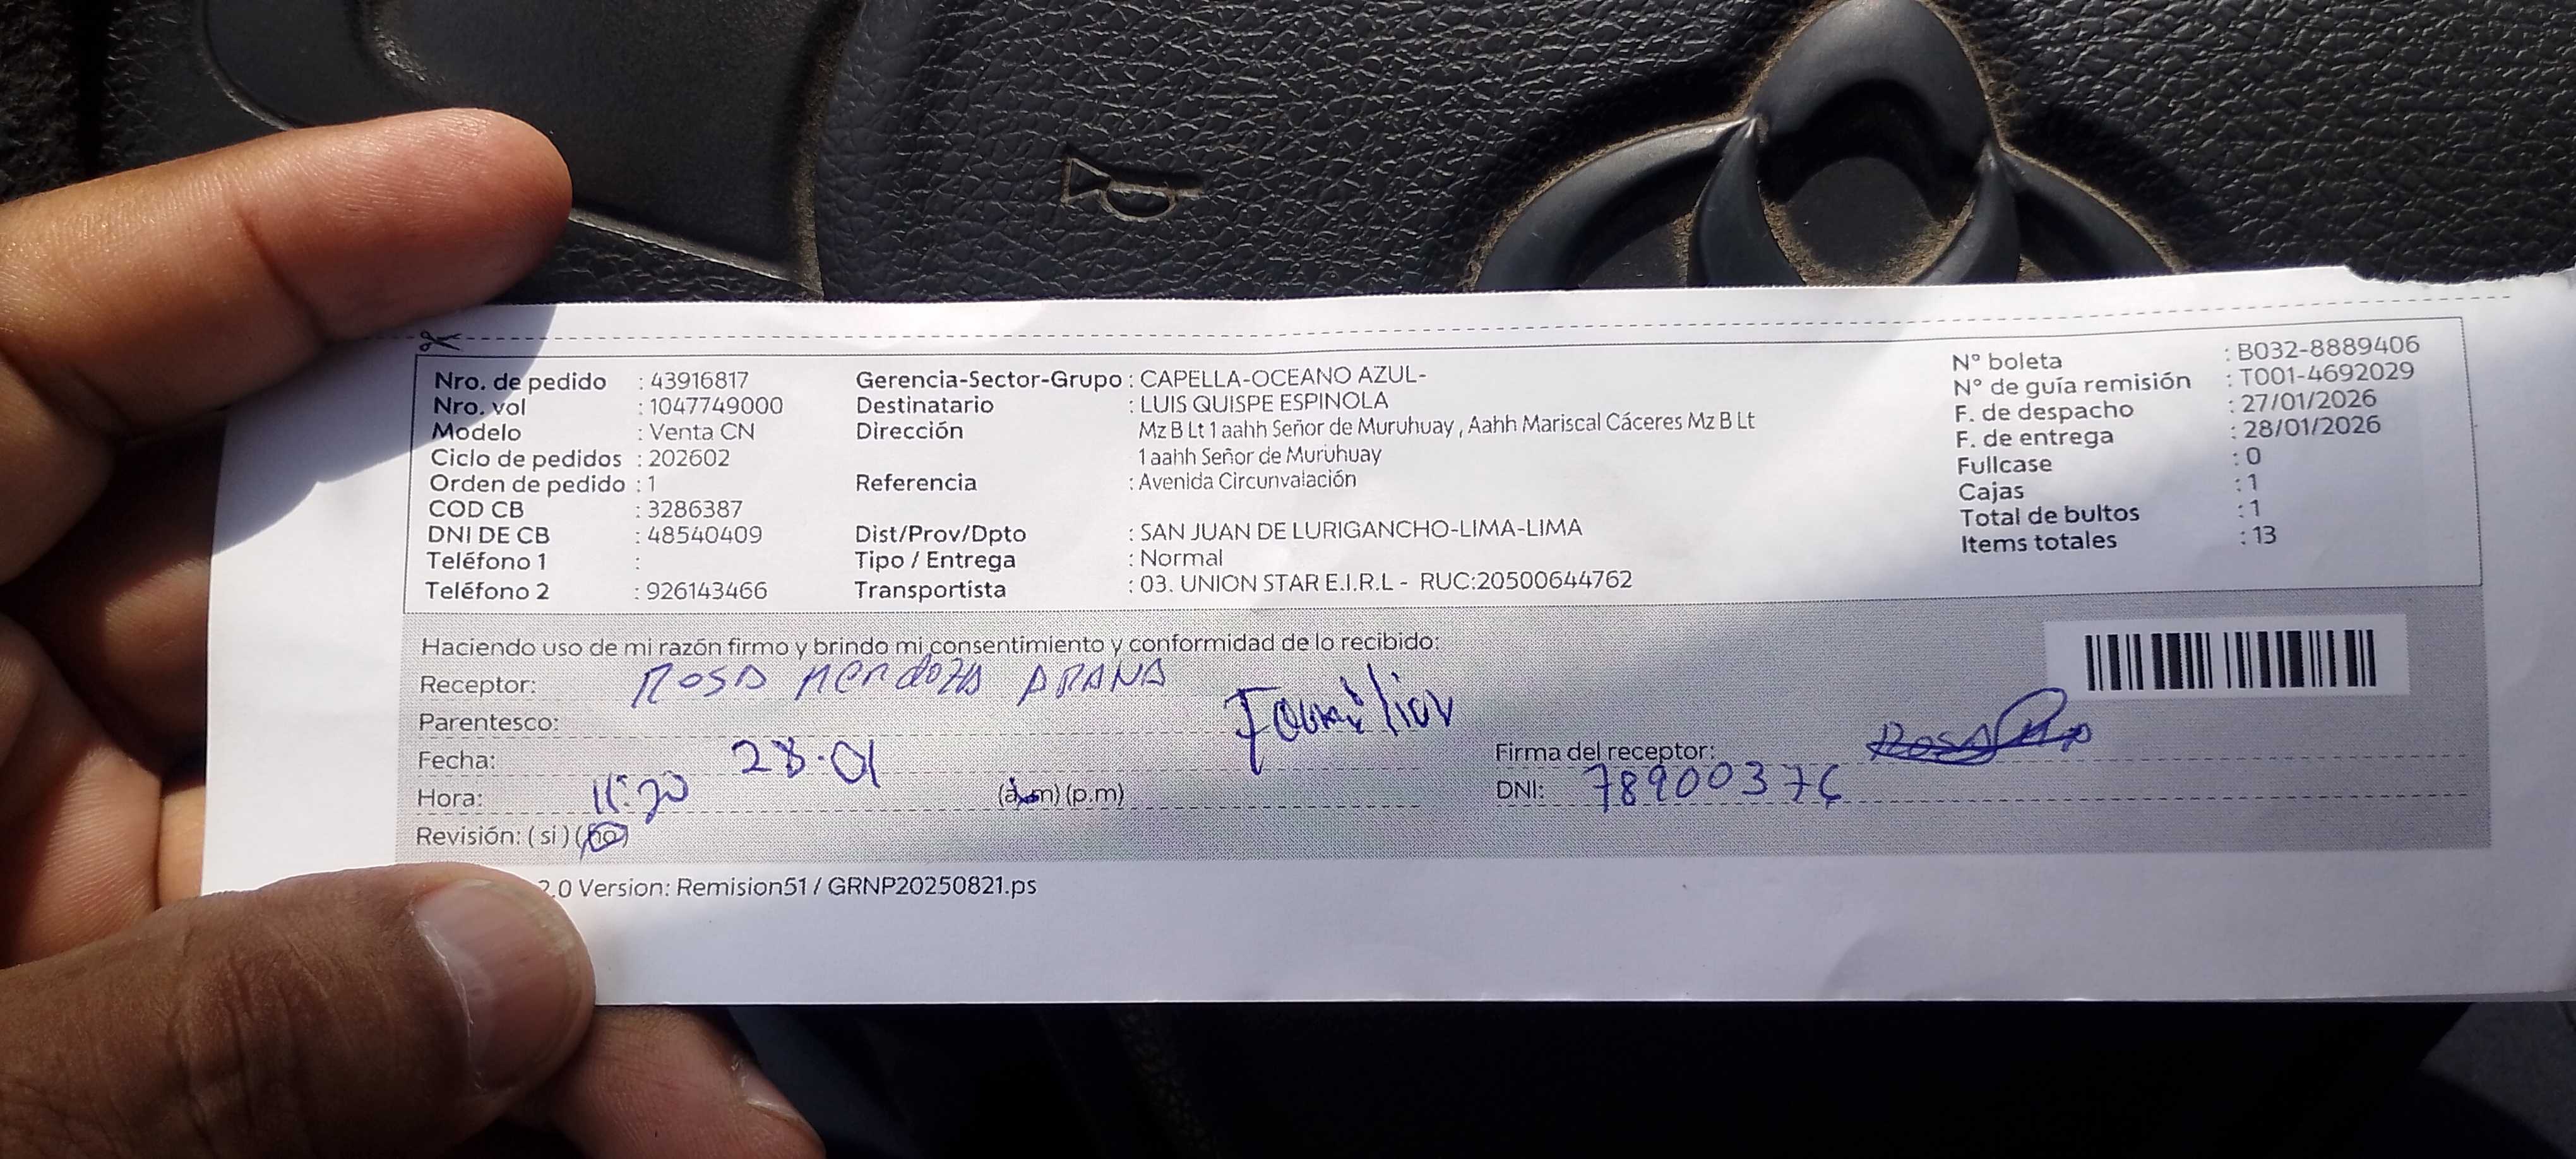 Nro. de pedido : 43916817
Nro. vol : 1047749000
Modelo : Venta CN
Ciclo de pedidos : 202602
Orden de pedido : 1
COD CB : 3286387
DNI DE CB : 48540409
Teléfono 1 :
Teléfono 2 : 926143466
Gerencia-Sector-Grupo : CAPELLA-OCEANO AZUL-
Destinatario : LUIS QUISPE ESPINOLA
Dirección Mz B Lt 1 aahh Señor de Muruhuay , Aahh Mariscal Cáceres Mz B Lt
1 aahh Señor de Muruhuay
Referencia : Avenida Circunvalación
Dist/Prov/Dpto : SAN JUAN DE LURIGANCHO-LIMA-LIMA
Tipo / Entrega : Normal
Transportista : 03. UNION STAR E.I.R.L - RUC:20500644762
N° boleta : B032-8889406
N° de guía remisión : T001-4692029
F. de despacho : 27/01/2026
F. de entrega : 28/01/2026
Fullcase : 0
Cajas : 1
Total de bultos : 1
Items totales : 13
Haciendo uso de mi razón firmo y brindo mi consentimiento y conformidad de lo recibido:
Receptor: ROSA MENDOZA ARANA
Parentesco: Familiar
Fecha: 28-01
Hora: 11:20 (a.m) (p.m)
Revisión: ( si ) (no)
Firma del receptor: Rosa
DNI: 78900376
2.0 Version: Remision51 / GRNP20250821.ps